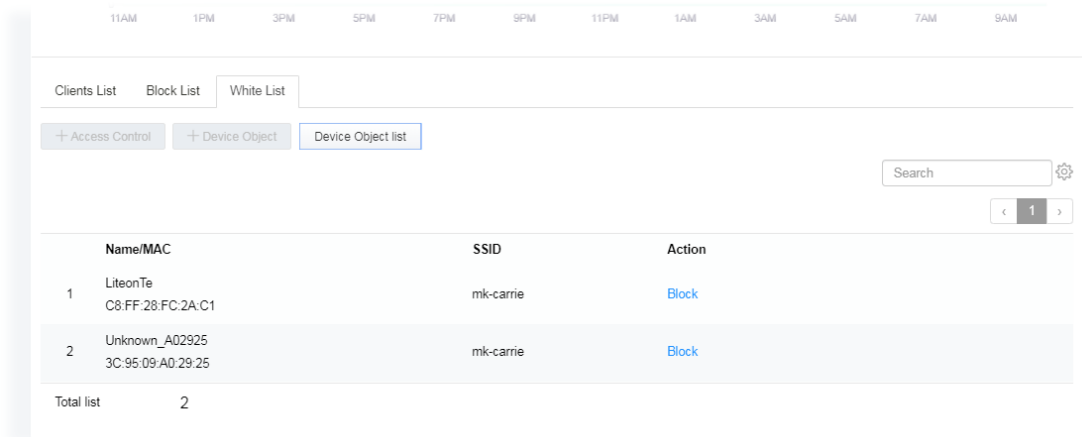 11AM 1PM 3PM 5PM 7PM 9PM 11PM 1AM 3AM 5AM 7AM 9AM
Clients List Block List White List
+ Access Control + Device Object Device Object list
Search
‹ 1 ›
Name/MAC SSID Action
1 LiteonTe mk-carrie Block
C8:FF:28:FC:2A:C1
2 Unknown_A02925 mk-carrie Block
3C:95:09:A0:29:25
Total list 2